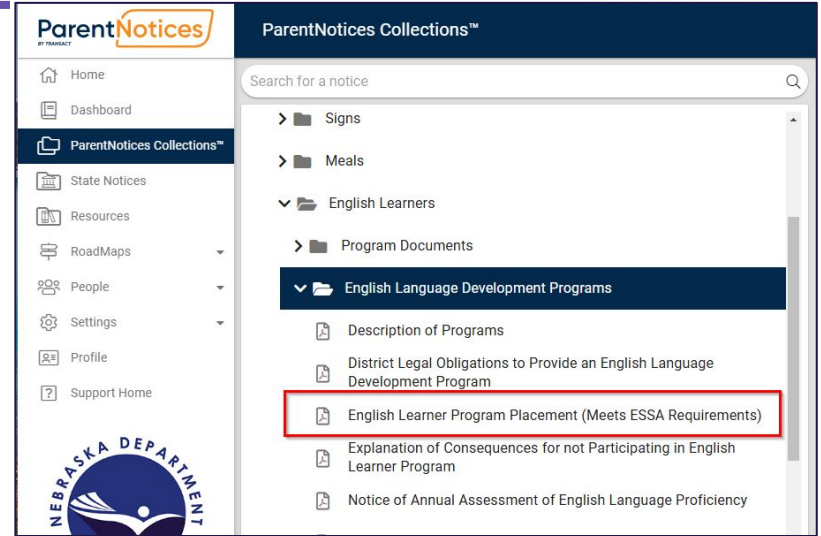 ParentNotices
BY TRANSACT
ParentNotices Collections™
Home
Dashboard
ParentNotices Collections™
State Notices
Resources
RoadMaps
People
Settings
Profile
Support Home
NEBRASKA DEPARTMENT
Search for a notice
Signs
Meals
English Learners
Program Documents
English Language Development Programs
Description of Programs
District Legal Obligations to Provide an English Language
Development Program
English Learner Program Placement (Meets ESSA Requirements)
Explanation of Consequences for not Participating in English
Learner Program
Notice of Annual Assessment of English Language Proficiency